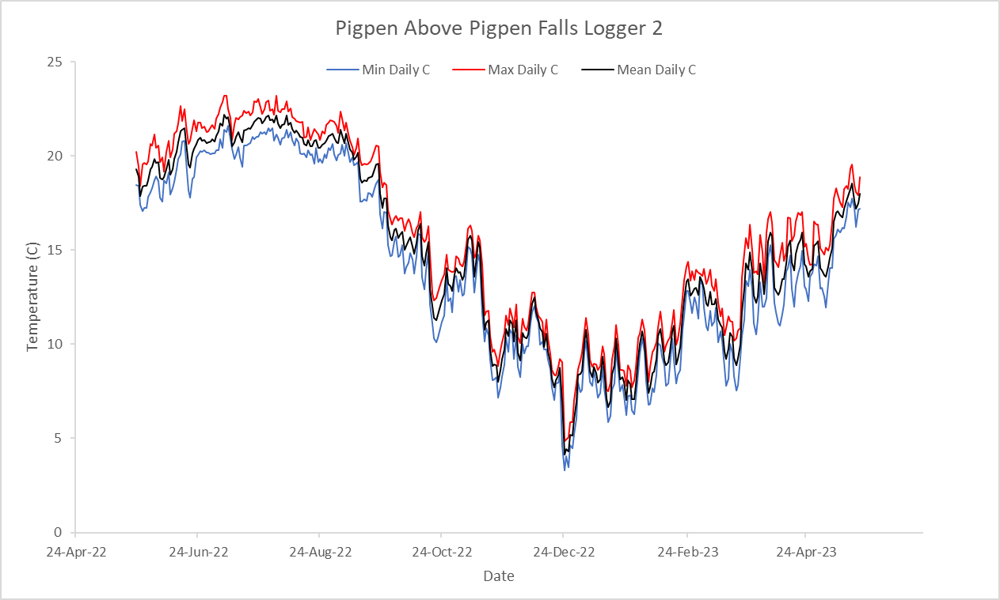 Pigpen Above Pigpen Falls Logger 2
Min Daily C Max Daily C Mean Daily C
25
20
15
10
5
0
Temperature (C)
24-Apr-22 24-Jun-22 24-Aug-22 24-Oct-22 24-Dec-22 24-Feb-23 24-Apr-23
Date